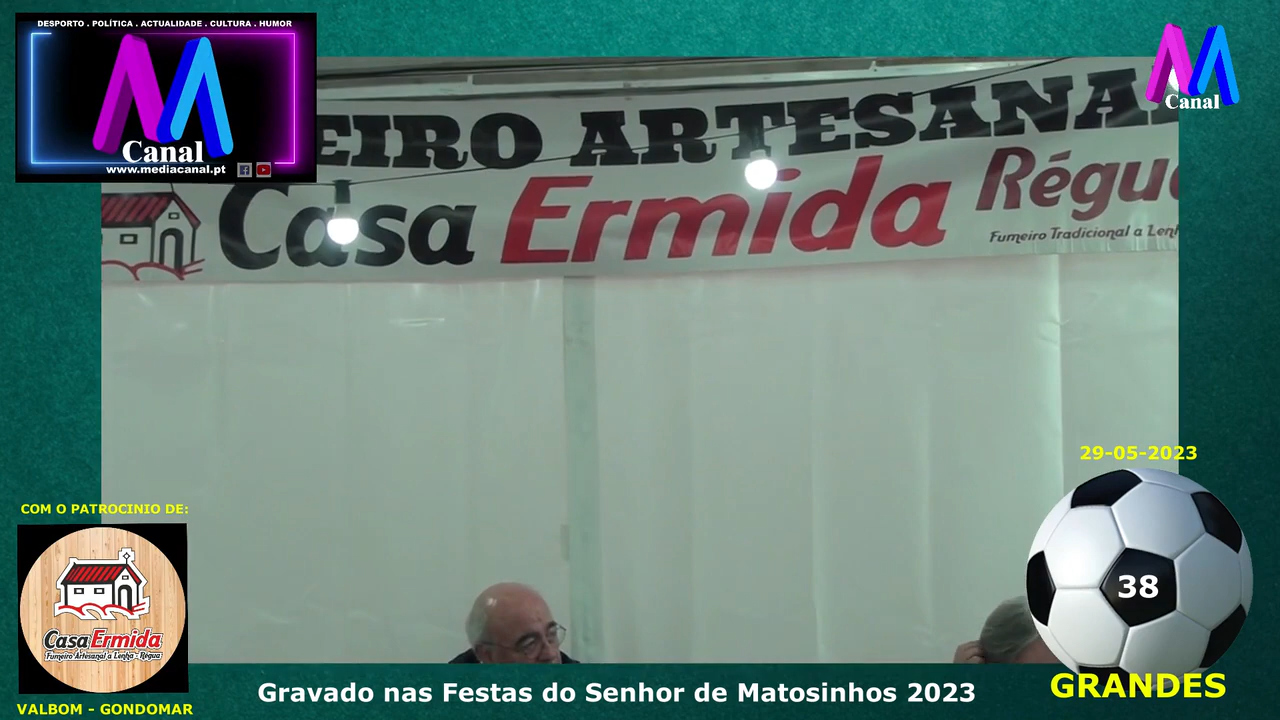 DESPORTO . POLÍTICA . ACTUALIDADE . CULTURA . HUMOR
M
Canal
www.mediacanal.pt
M
Canal
EIRO ARTESANA
Casa Ermida Régua
Fumeiro Tradicional a Lenh
29-05-2023
38
GRANDES
COM O PATROCINIO DE:
Casa Ermida
Fumeiro Artesanal a Lenha - Régua
VALBOM - GONDOMAR
Gravado nas Festas do Senhor de Matosinhos 2023